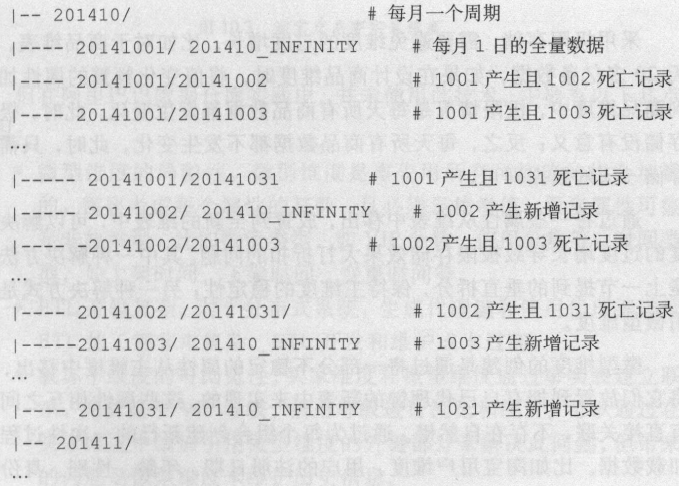 |-- 201410/ # 每月一个周期
|---- 20141001/ 201410_INFINITY # 每月 1 日的全量数据
|---- 20141001/20141002 # 1001 产生且 1002 死亡记录
|---- 20141001/20141003 # 1001 产生且 1003 死亡记录
...
|----- 20141001/20141031 # 1001 产生且 1031 死亡记录
|---- 20141002/ 201410_INFINITY # 1002 产生新增记录
|---- -20141002/20141003 # 1002 产生且 1003 死亡记录
...
|---- 20141002 /20141031/ # 1002 产生且 1031 死亡记录
|---- -20141003/ 201410_INFINITY # 1003 产生新增记录
...
|---- 20141031/ 201410_INFINITY # 1031 产生新增记录
|-- 201411/
...